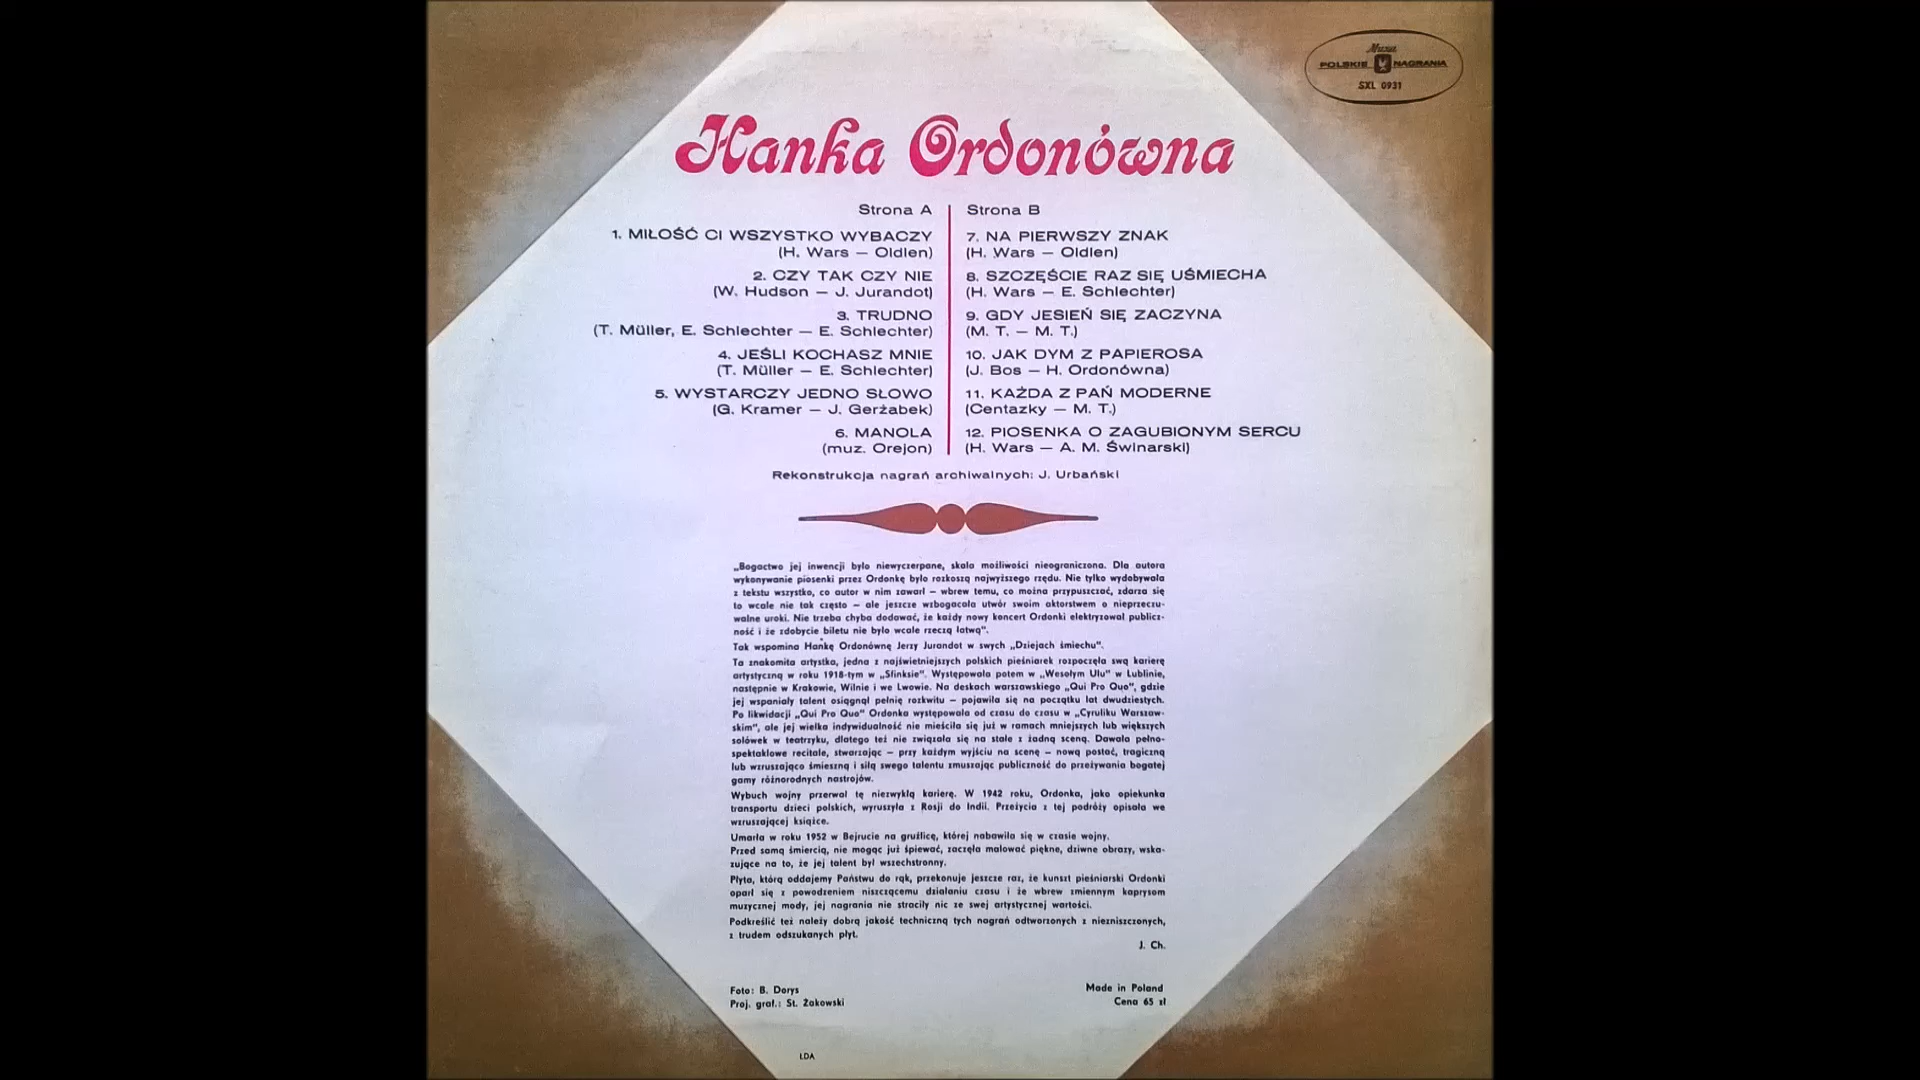 Muza
POLSKIE NAGRANIA
SXL 0931
Hanka Ordonówna
Strona A
1. MIŁOŚĆ CI WSZYSTKO WYBACZY
(H. Wars — Oldlen)
2. CZY TAK CZY NIE
(W. Hudson — J. Jurandot)
3. TRUDNO
(T. Müller, E. Schlechter — E. Schlechter)
4. JEŚLI KOCHASZ MNIE
(T. Müller — E. Schlechter)
5. WYSTARCZY JEDNO SŁOWO
(G. Kramer — J. Gerżabek)
6. MANOLA
(muz. Orejon)
Strona B
7. NA PIERWSZY ZNAK
(H. Wars — Oldlen)
8. SZCZĘŚCIE RAZ SIĘ UŚMIECHA
(H. Wars — E. Schlechter)
9. GDY JESIEŃ SIĘ ZACZYNA
(M. T. — M. T.)
10. JAK DYM Z PAPIEROSA
(J. Bos — H. Ordonówna)
11. KAŻDA Z PAŃ MODERNE
(Centazky — M. T.)
12. PIOSENKA O ZAGUBIONYM SERCU
(H. Wars — A. M. Świnarski)
Rekonstrukcja nagrań archiwalnych: J. Urbański
„Bogactwo jej inwencji było niewyczerpane, skala możliwości nieograniczona. Dla autora
wykonywanie piosenki przez Ordonkę było rozkoszą najwyższego rzędu. Nie tylko wydobywała
z tekstu wszystko, co autor w nim zawarł — wbrew temu, co można przypuszczać, zdarza się
to wcale nie tak często — ale jeszcze wzbogacała utwór swoim aktorstwem o nieprzeczu-
walne uroki. Nie trzeba chyba dodawać, że każdy nowy koncert Ordonki elektryzował publicz-
ność i że zdobycie biletu nie było wcale rzeczą łatwą".
Tak wspomina Hankę Ordonównę Jerzy Jurandot w swych „Dziejach śmiechu".
Ta znakomita artystka, jedna z najświetniejszych polskich pieśniarek rozpoczęła swą karierę
artystyczną w roku 1918-tym w „Sfinksie". Występowała potem w „Wesołym Ulu" w Lublinie,
następnie w Krakowie, Wilnie i we Lwowie. Na deskach warszawskiego „Qui Pro Quo", gdzie
jej wspaniały talent osiągnął pełnię rozkwitu — pojawiła się na początku lat dwudziestych.
Po likwidacji „Qui Pro Quo" Ordonka występowała od czasu do czasu w „Cyruliku Warszaw-
skim", ale jej wielka indywidualność nie mieściła się już w ramach mniejszych lub większych
solówek w teatrzyku, dlatego też nie związała się na stałe z żadną sceną. Dawała pełno-
spektaklowe recitale, stwarzając — przy każdym wyjściu na scenę — nową postać, tragiczną
lub wzruszająco śmieszną i siłą swego talentu zmuszając publiczność do przeżywania bogatej
gamy różnorodnych nastrojów.
Wybuch wojny przerwał tę niezwykłą karierę. W 1942 roku, Ordonka, jako opiekunka
transportu dzieci polskich, wyruszyła z Rosji do Indii. Przeżycia z tej podróży opisała we
wzruszającej książce.
Umarła w roku 1952 w Bejrucie na gruźlicę, której nabawiła się w czasie wojny.
Przed samą śmiercią, nie mogąc już śpiewać, zaczęła malować piękne, dziwne obrazy, wska-
zujące na to, że jej talent był wszechstronny.
Płyta, którą oddajemy Państwu do rąk, przekonuje jeszcze raz, że kunszt pieśniarski Ordonki
oparł się z powodzeniem niszczącemu działaniu czasu i że wbrew zmiennym kaprysom
muzycznej mody, jej nagrania nie straciły nic ze swej artystycznej wartości.
Podkreślić też należy dobrą jakość techniczną tych nagrań odtworzonych z niezniszczonych,
z trudem odszukanych płyt.
J. Ch.
Foto: B. Dorys
Proj. graf.: St. Żakowski
Made in Poland
Cena 65 zł
LDA